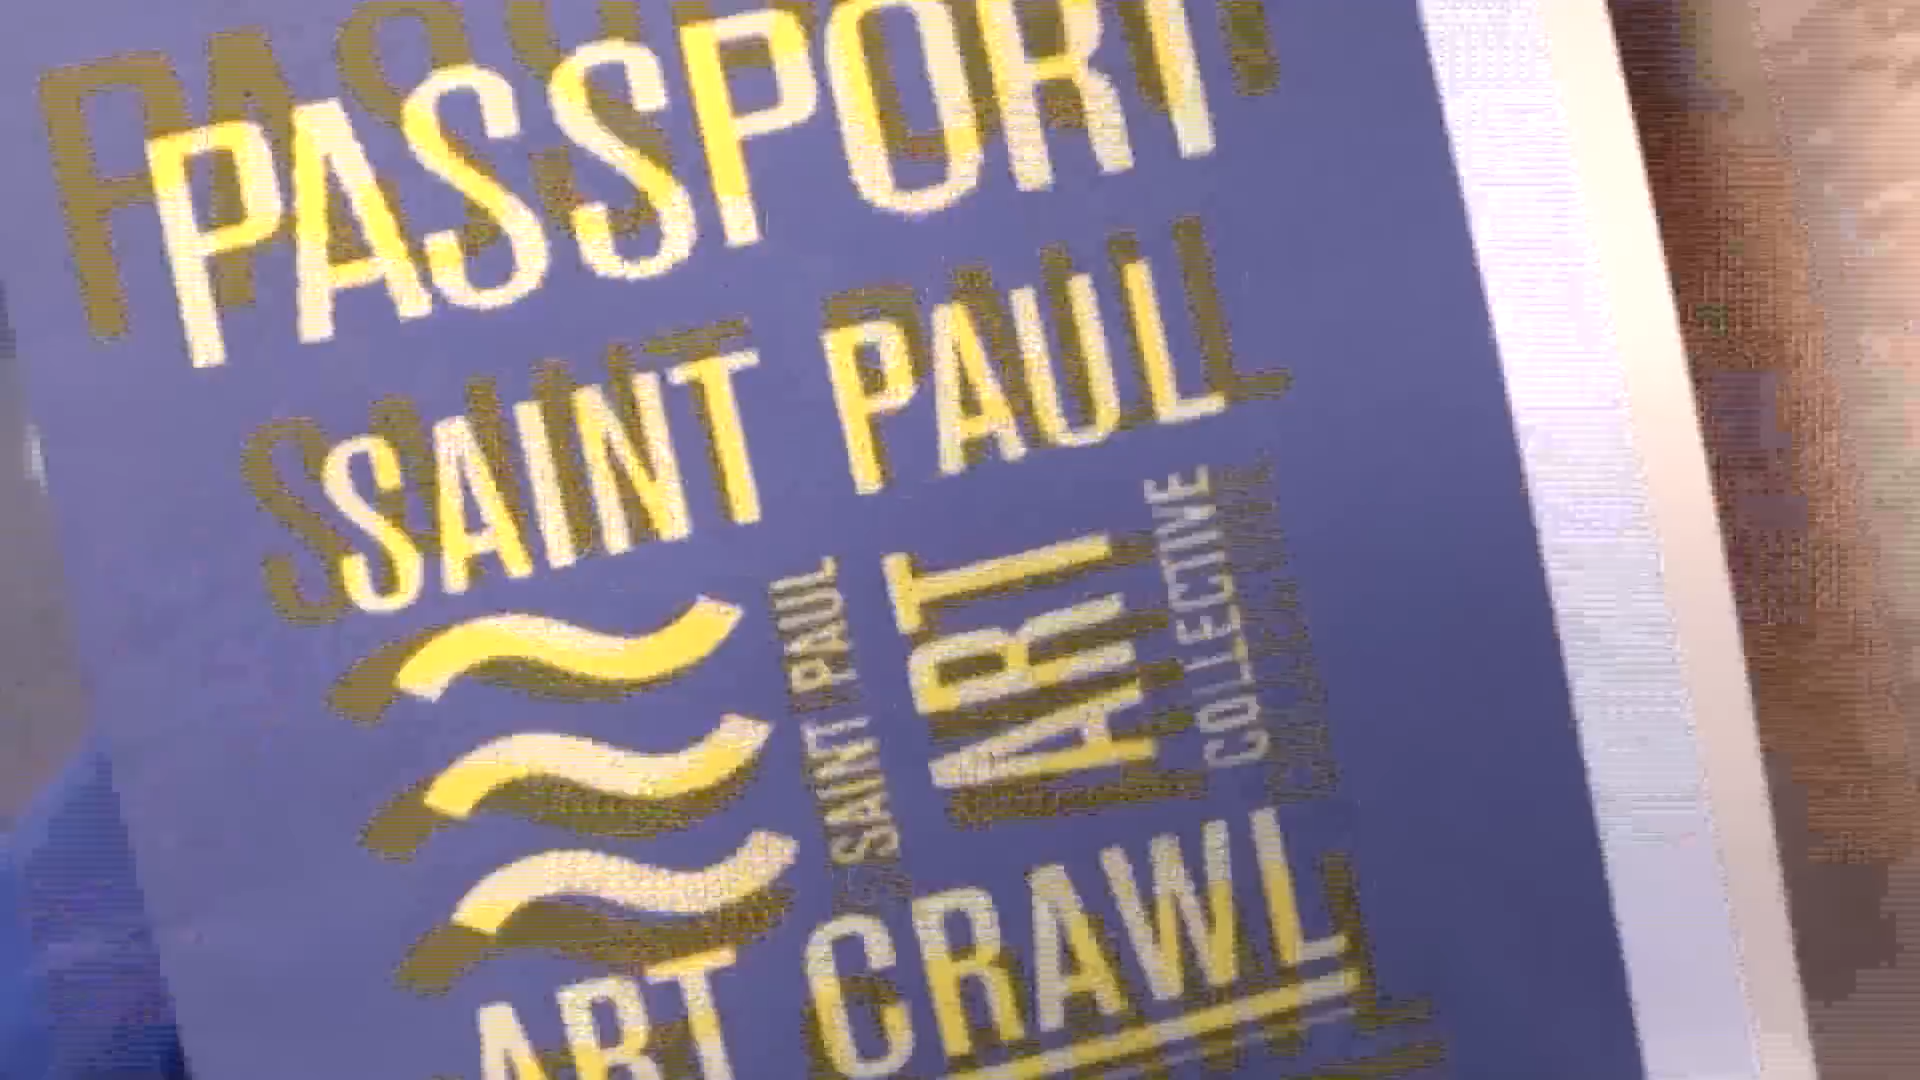 PASSPORT
SAINT PAUL
SAINT PAUL
ART
COLLECTIVE
ART CRAWL